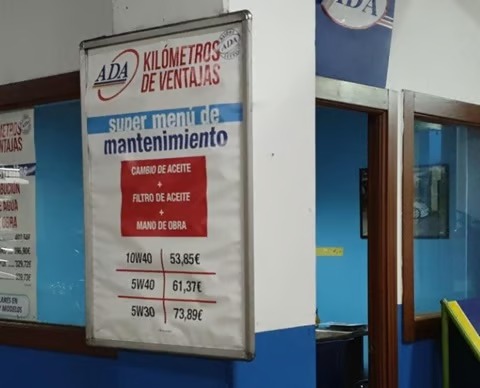 ADA
KILÓMETROS
DE VENTAJAS
ADA
super menú de
mantenimiento
CAMBIO DE ACEITE
+
FILTRO DE ACEITE
+
MANO DE OBRA
10W40 53,85€
5W40 61,37€
5W30 73,89€
ADA